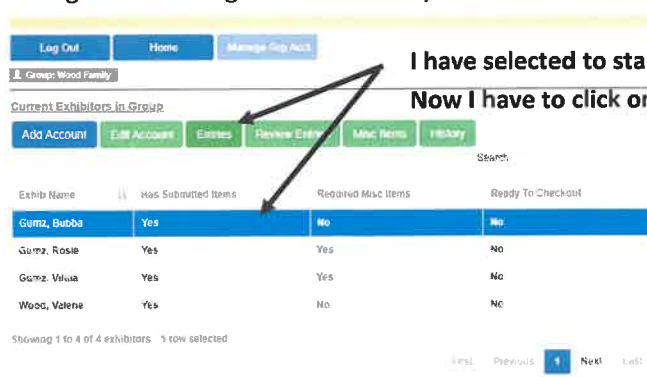 Log Out Home Manage Grp Acct
Group: Wood Family
I have selected to sta
Now I have to click or
Current Exhibitors in Group
Add Account Edit Account Entries Review Entries Misc Items History
Search
Exhib Name Has Submitted Items Required Misc Items Ready To Checkout
Gumz, Bubba Yes No No
Gumz, Rosie Yes Yes No
Gumz, Yes Yes No
Wood, Valerie Yes No No
Showing 1 to 4 of 4 exhibitors 1 row selected
First Previous 1 Next Last